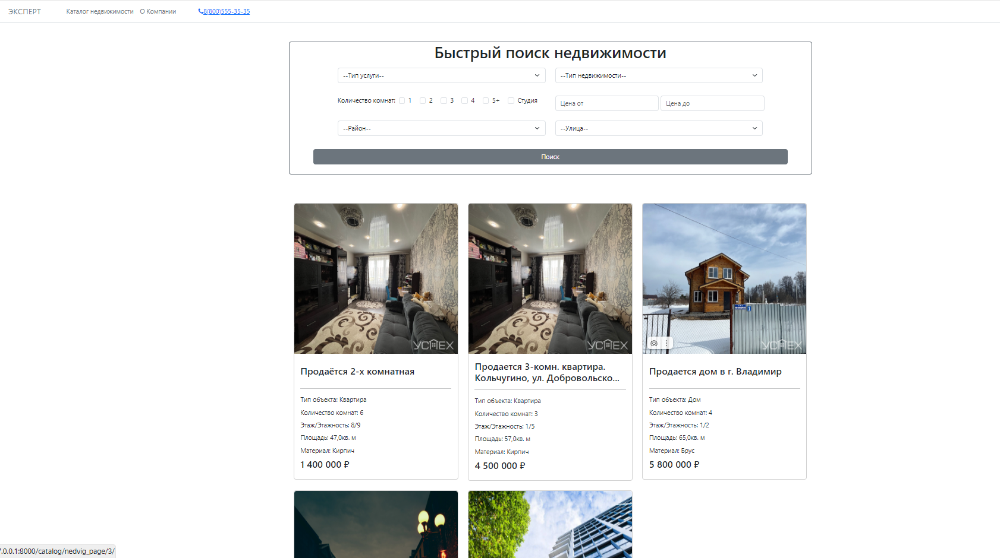 ЭКСПЕРТ Каталог недвижимости О Компании 8(800)555-35-35
Быстрый поиск недвижимости
--Тип услуги-- --Тип недвижимости--
Количество комнат: 1 2 3 4 5+ Студия Цена от Цена до
--Район-- --Улица--
Поиск
УСПЕХ
УСПЕХ
УСПЕХ
Продаётся 2-х комнатная
Тип объекта: Квартира
Количество комнат: 6
Этаж/Этажность: 8/9
Площадь: 47,0кв. м
Материал: Кирпич
1 400 000 ₽
Продается 3-комн. квартира.
Кольчугино, ул. Добровольско...
Тип объекта: Квартира
Количество комнат: 3
Этаж/Этажность: 1/5
Площадь: 57,0кв. м
Материал: Кирпич
4 500 000 ₽
Продается дом в г. Владимир
Тип объекта: Дом
Количество комнат: 4
Этаж/Этажность: 1/2
Площадь: 65,0кв. м
Материал: Брус
5 800 000 ₽
.0.0.1:8000/catalog/nedvig_page/3/